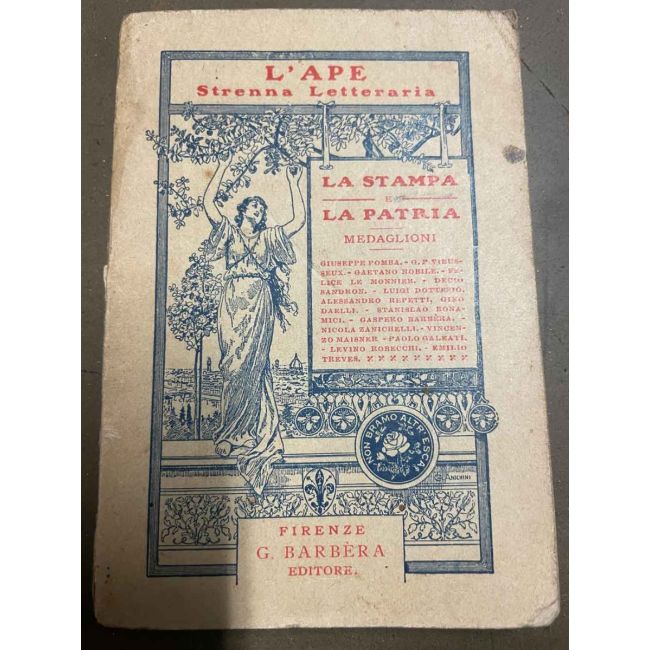 L'APE
Strenna Letteraria
LA STAMPA
E
LA PATRIA
MEDAGLIONI
GIUSEPPE POMBA. - G. P. VIEUS-
SEUX. - GAETANO NOBILE. - FE-
LICE LE MONNIER. - DECIO
SANDRON. - LUIGI DOTTESIO,
ALESSANDRO REPETTI, GINO
DAELLI. - STANISLAO BONA-
MICI. - GASPERO BARBÈRA. -
NICOLA ZANICHELLI. - VINCEN-
ZO MAISNER - PAOLO GALEATI.
- LEVINO ROBECCHI. - EMILIO
TREVES.
NON BRAMO ALTR'ESCA
G. ANICHINI
FIRENZE
G. BARBÈRA
EDITORE.